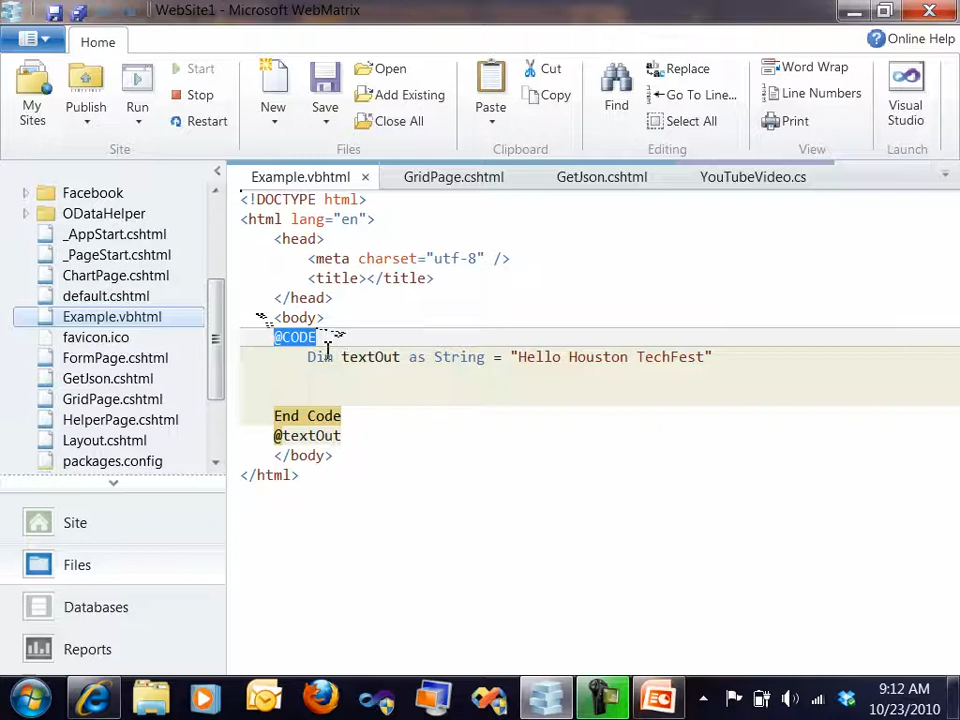 WebSite1 - Microsoft WebMatrix
Home
Online Help
My Sites
Publish
Run
Start
Stop
Restart
Site
New
Save
Open
Add Existing
Close All
Files
Paste
Cut
Copy
Clipboard
Find
Replace
Go To Line...
Select All
Editing
Word Wrap
Line Numbers
Print
View
Visual Studio
Launch
Example.vbhtml
GridPage.cshtml
GetJson.cshtml
YouTubeVideo.cs
Facebook
ODataHelper
_AppStart.cshtml
_PageStart.cshtml
ChartPage.cshtml
default.cshtml
Example.vbhtml
favicon.ico
FormPage.cshtml
GetJson.cshtml
GridPage.cshtml
HelperPage.cshtml
Layout.cshtml
packages.config
Site
Files
Databases
Reports
<!DOCTYPE html>
<html lang="en">
<head>
<meta charset="utf-8" />
<title></title>
</head>
<body>
@CODE
Dim textOut as String = "Hello Houston TechFest"
End Code
@textOut
</body>
</html>
9:12 AM
10/23/2010